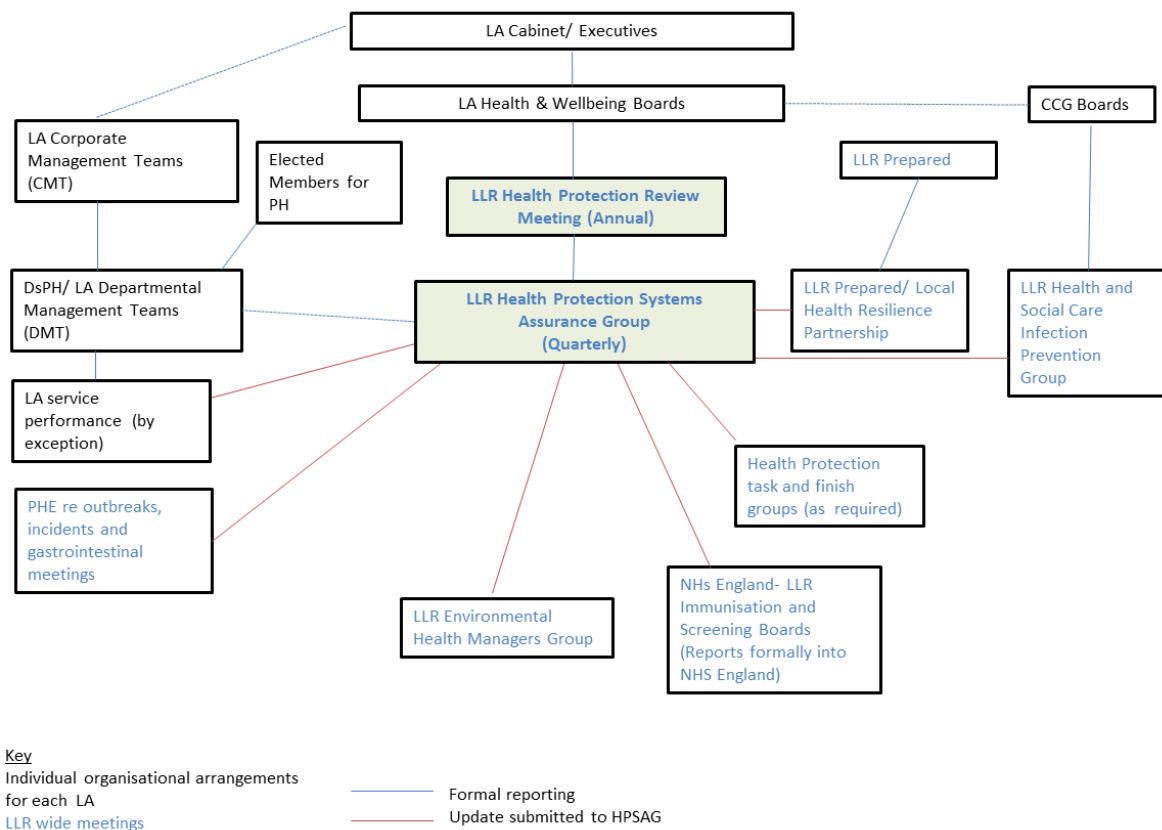 LA Cabinet/ Executives
LA Health & Wellbeing Boards
CCG Boards
LA Corporate
Management Teams
(CMT)
Elected
Members for
PH
LLR Prepared
LLR Health Protection Review
Meeting (Annual)
DsPH/ LA Departmental
Management Teams
(DMT)
LLR Health Protection Systems
Assurance Group
(Quarterly)
LLR Prepared/ Local
Health Resilience
Partnership
LLR Health and
Social Care
Infection
Prevention
Group
LA service
performance (by
exception)
Health Protection
task and finish
groups (as required)
PHE re outbreaks,
incidents and
gastrointestinal
meetings
LLR Environmental
Health Managers Group
NHs England- LLR
Immunisation and
Screening Boards
(Reports formally into
NHS England)
Key
Individual organisational arrangements
for each LA
LLR wide meetings
Formal reporting
Update submitted to HPSAG